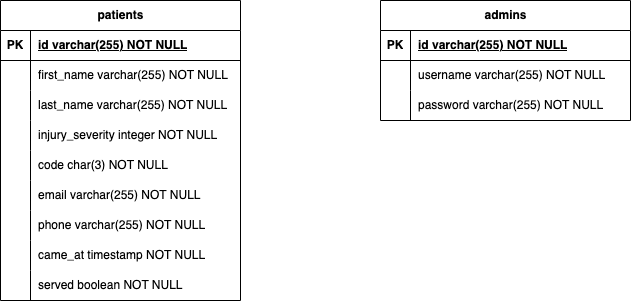 patients
PK id varchar(255) NOT NULL
first_name varchar(255) NOT NULL
last_name varchar(255) NOT NULL
injury_severity integer NOT NULL
code char(3) NOT NULL
email varchar(255) NOT NULL
phone varchar(255) NOT NULL
came_at timestamp NOT NULL
served boolean NOT NULL
admins
PK id varchar(255) NOT NULL
username varchar(255) NOT NULL
password varchar(255) NOT NULL